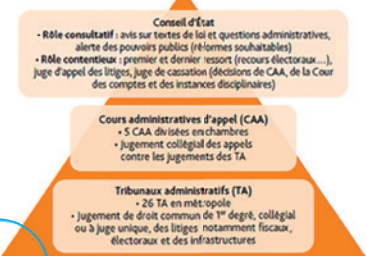 Conseil d'État
• Rôle consultatif : avis sur textes de loi et questions administratives,
alerte des pouvoirs publics (réformes souhaitables)
• Rôle contentieux : premier et dernier ressort (recours électoraux…),
juge d'appel des litiges, juge de cassation (décisions de CAA, de la Cour
des comptes et des instances disciplinaires)
Cours administratives d'appel (CAA)
• 5 CAA divisées en chambres
• Jugement collégial des appels
contre les jugements des TA
Tribunaux administratifs (TA)
• 26 TA en métropole
• Jugement de droit commun de 1er degré, collégial
ou à juge unique, des litiges notamment fiscaux,
électoraux et des infrastructures